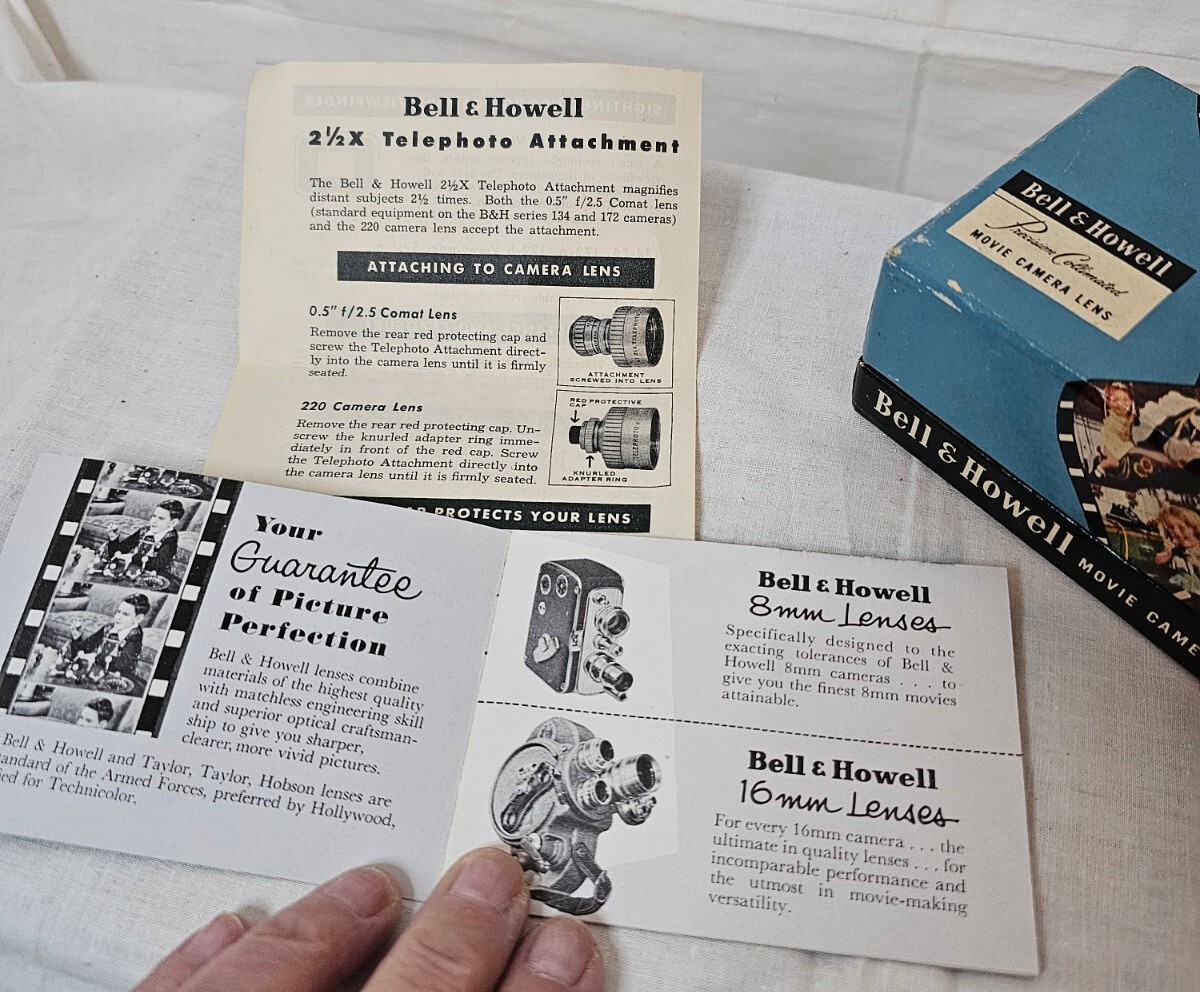 Bell & Howell
2½X Telephoto Attachment
The Bell & Howell 2½X Telephoto Attachment magnifies
distant subjects 2½ times. Both the 0.5" f/2.5 Comat lens
(standard equipment on the B&H series 134 and 172 cameras)
and the 220 camera lens accept the attachment.
ATTACHING TO CAMERA LENS
0.5" f/2.5 Comat Lens
Remove the rear red protecting cap and
screw the Telephoto Attachment direct-
ly into the camera lens until it is firmly
seated.
ATTACHMENT
SCREWED INTO LENS
220 Camera Lens
Remove the rear red protecting cap. Un-
screw the knurled adapter ring imme-
diately in front of the red cap. Screw
the Telephoto Attachment directly into
the camera lens until it is firmly seated.
RED PROTECTIVE
CAP
TELEPHOTO
KNURLED
ADAPTER RING
PROTECTS YOUR LENS
Your
Guarantee
of Picture
Perfection
Bell & Howell lenses combine
materials of the highest quality
with matchless engineering skill
and superior optical craftsman-
ship to give you sharper,
clearer, more vivid pictures.
Bell & Howell and Taylor, Taylor, Hobson lenses are
standard of the Armed Forces, preferred by Hollywood,
for Technicolor.
Bell & Howell
8mm Lenses
Specifically designed to the
exacting tolerances of Bell &
Howell 8mm cameras . . . to
give you the finest 8mm movies
attainable.
Bell & Howell
16mm Lenses
For every 16mm camera . . . the
ultimate in quality lenses . . . for
incomparable performance and
the utmost in movie-making
versatility.
Bell & Howell
Precision Collimated
MOVIE CAMERA LENS
Bell & Howell MOVIE CAME